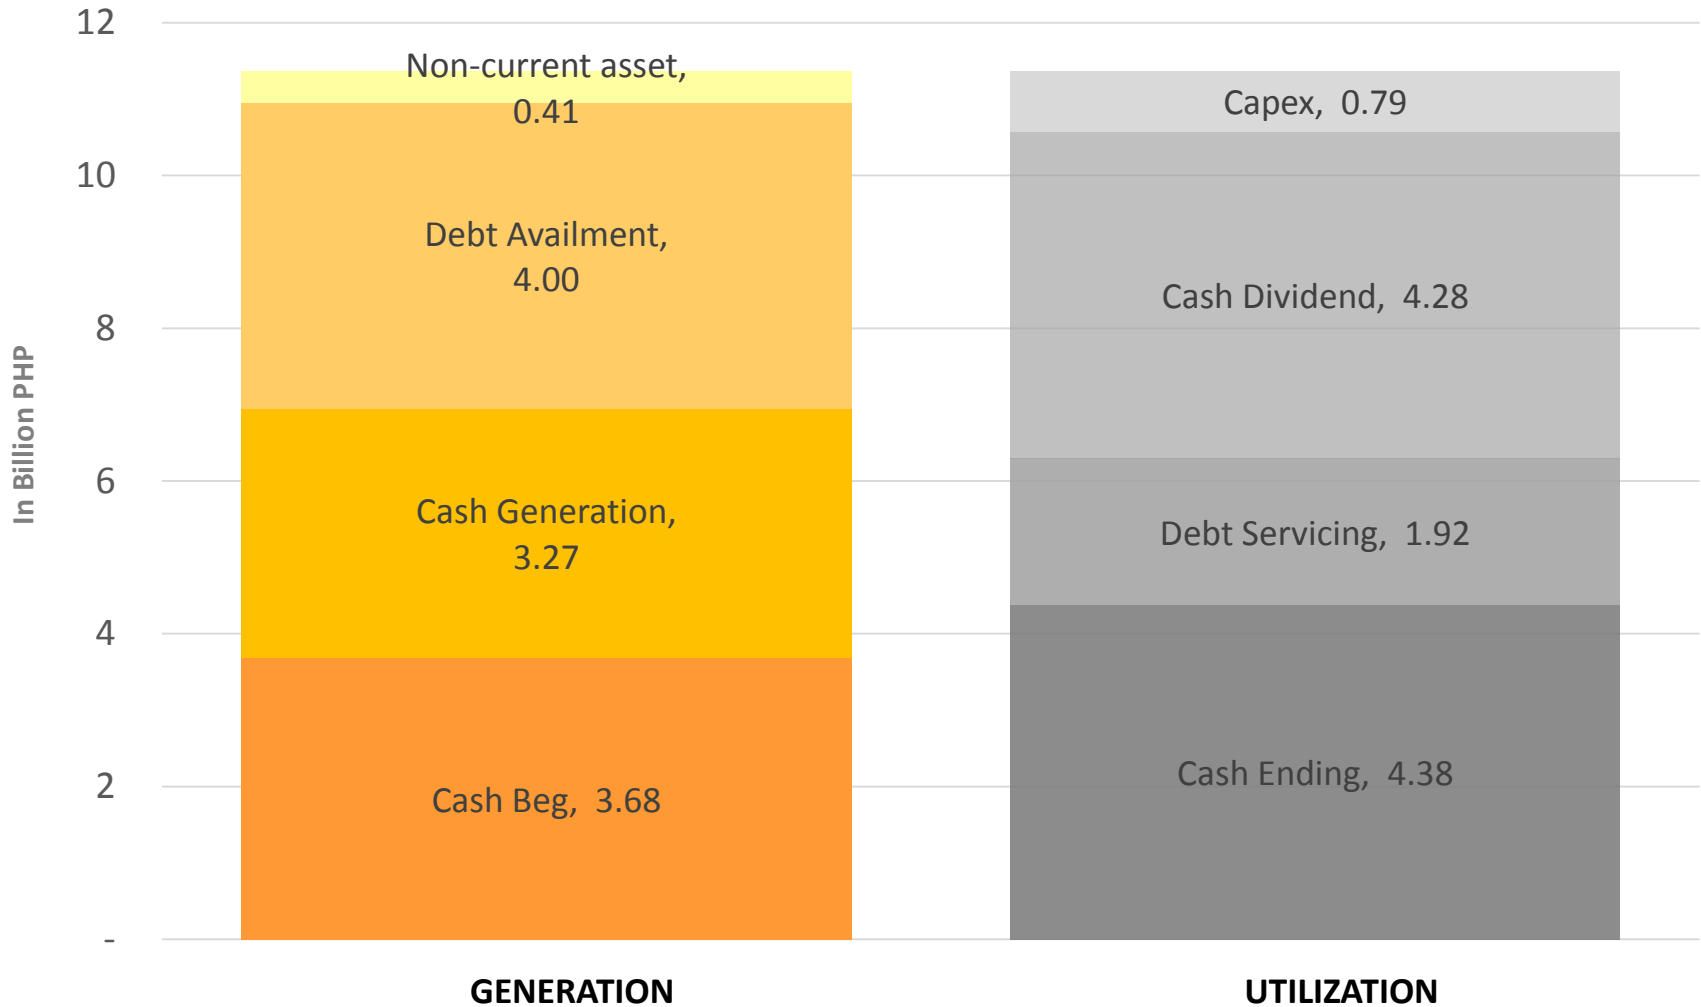 12
10
8
6
4
2
-
In Billion PHP
Non-current asset,
0.41
Debt Availment,
4.00
Cash Generation,
3.27
Cash Beg, 3.68
Capex, 0.79
Cash Dividend, 4.28
Debt Servicing, 1.92
Cash Ending, 4.38
GENERATION
UTILIZATION